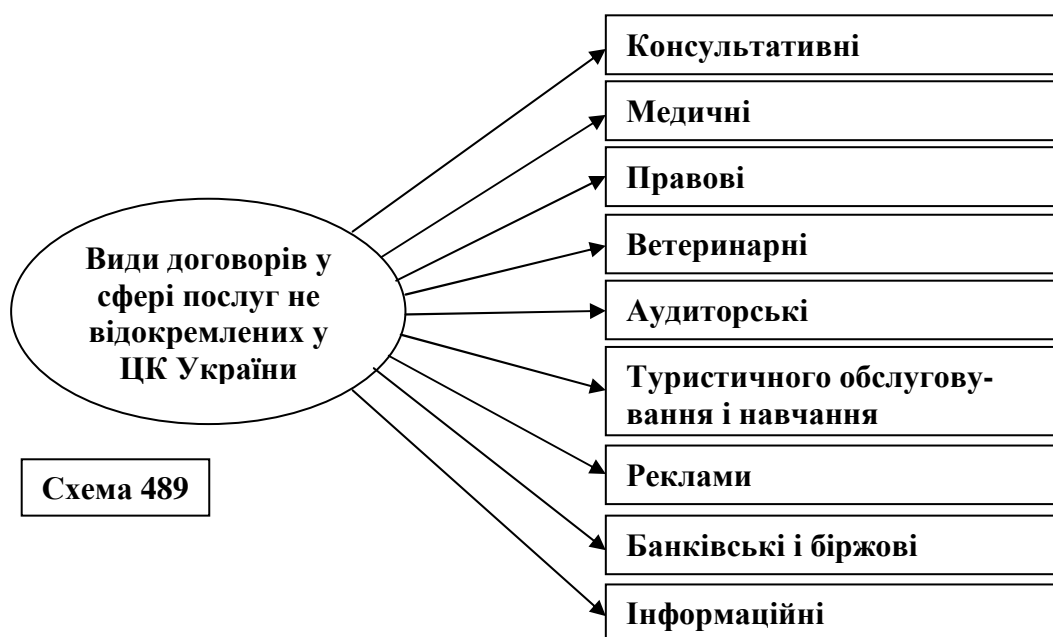 Види договорів у
сфері послуг не
відокремлених у
ЦК України
Схема 489
Консультативні
Медичні
Правові
Ветеринарні
Аудиторські
Туристичного обслугову-
вання і навчання
Реклами
Банківські і біржові
Інформаційні